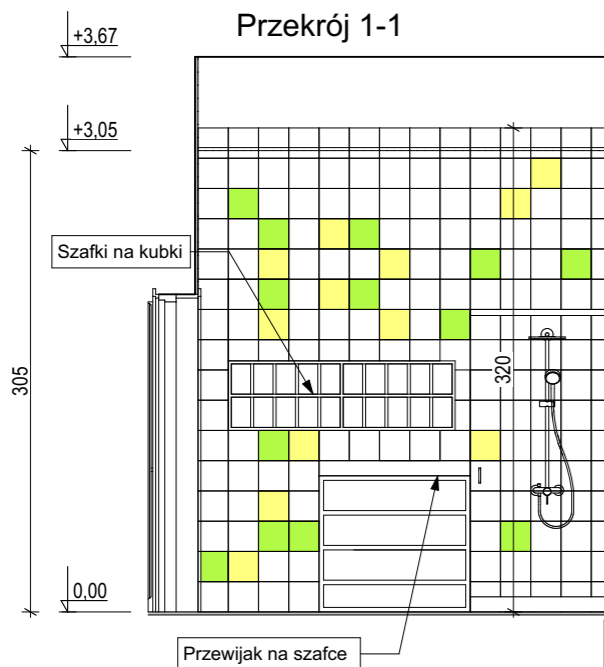 Przekrój 1-1
+3,67
+3,05
Szafki na kubki
305
320
0,00
Przewijak na szafce